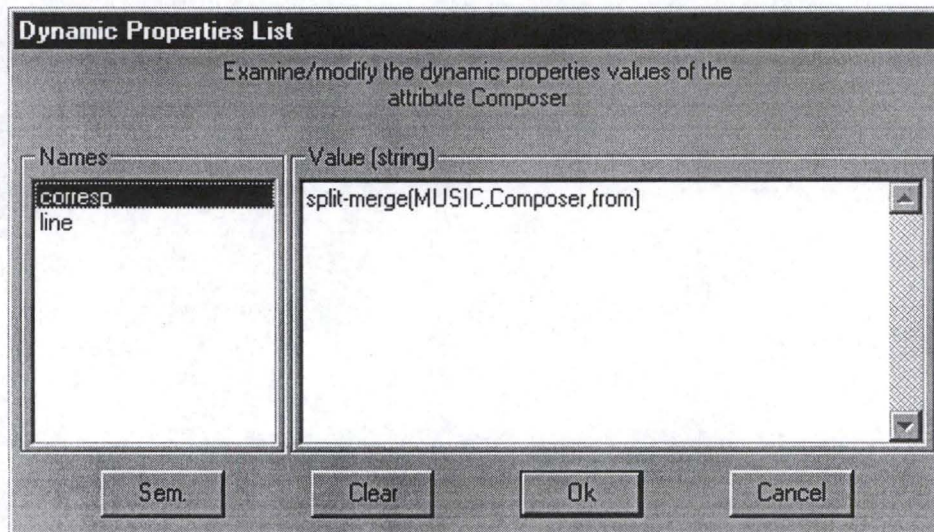 Dynamic Properties List
Examine/modify the dynamic properties values of the
attribute Composer
Names
corresp
line
Value (string)
split-merge(MUSIC,Composer,from)
Sem.
Clear
Ok
Cancel